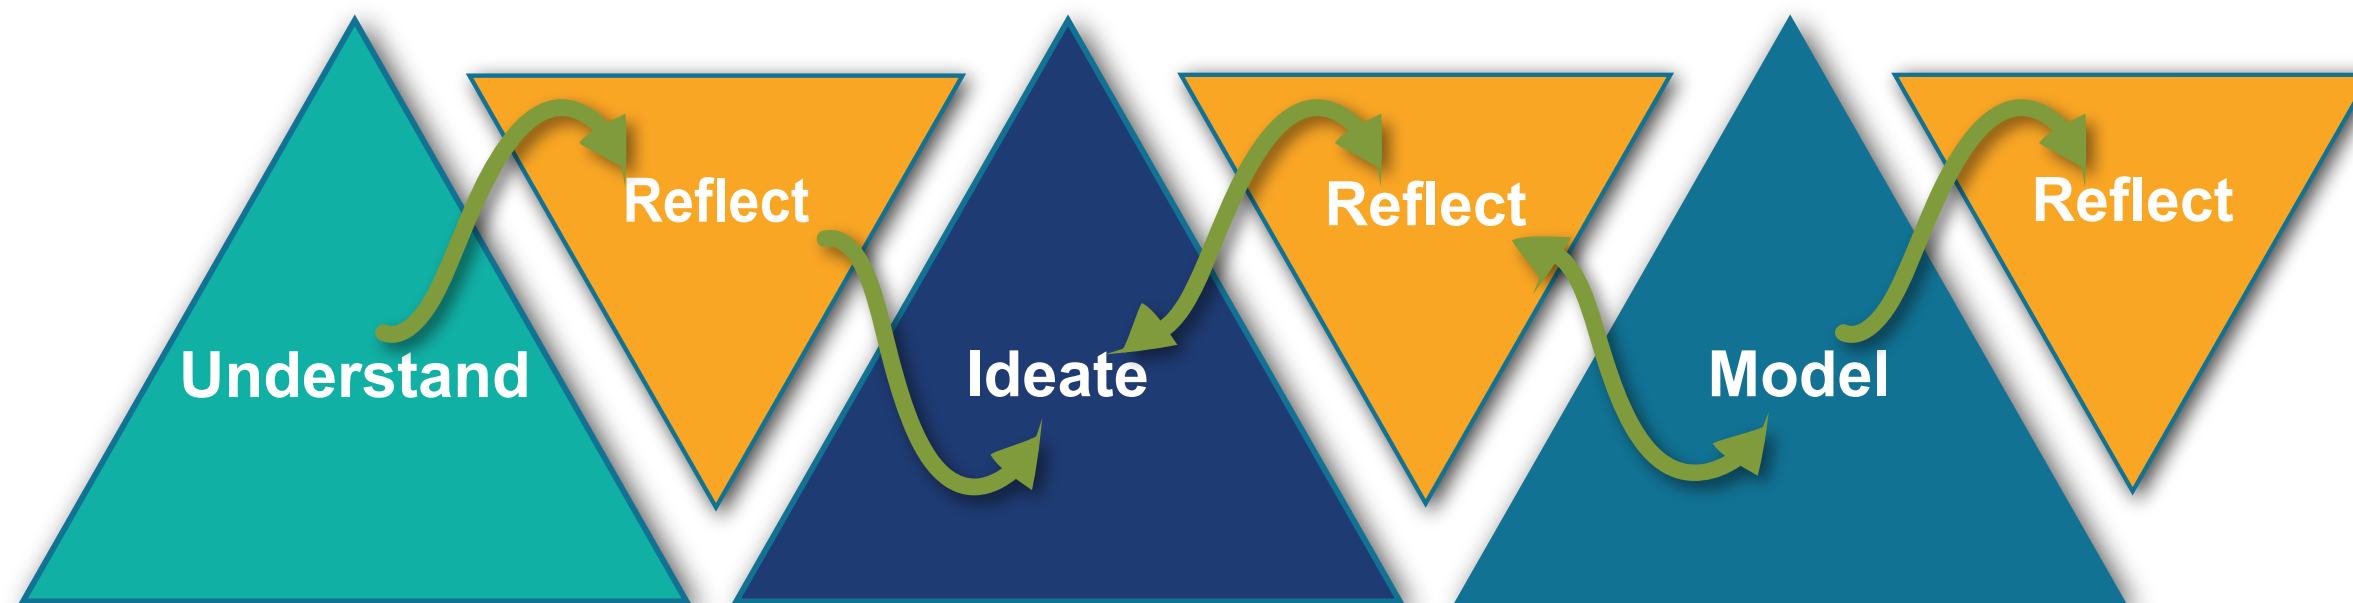 Understand
Reflect
Ideate
Reflect
Model
Reflect